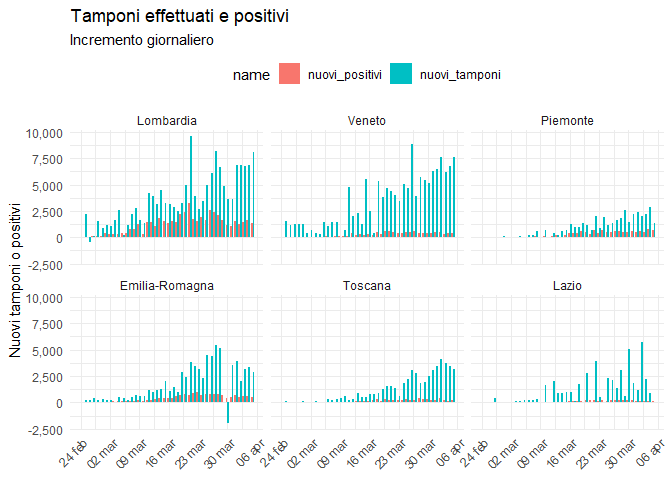 Tamponi effettuati e positivi
Incremento giornaliero
name nuovi_positivi nuovi_tamponi
Lombardia Veneto Piemonte
10,000
7,500
5,000
2,500
0
-2,500
Nuovi tamponi o positivi
Emilia-Romagna Toscana Lazio
10,000
7,500
5,000
2,500
0
-2,500
24 feb 02 mar 09 mar 16 mar 23 mar 30 mar 06 apr 24 feb 02 mar 09 mar 16 mar 23 mar 30 mar 06 apr 24 feb 02 mar 09 mar 16 mar 23 mar 30 mar 06 apr